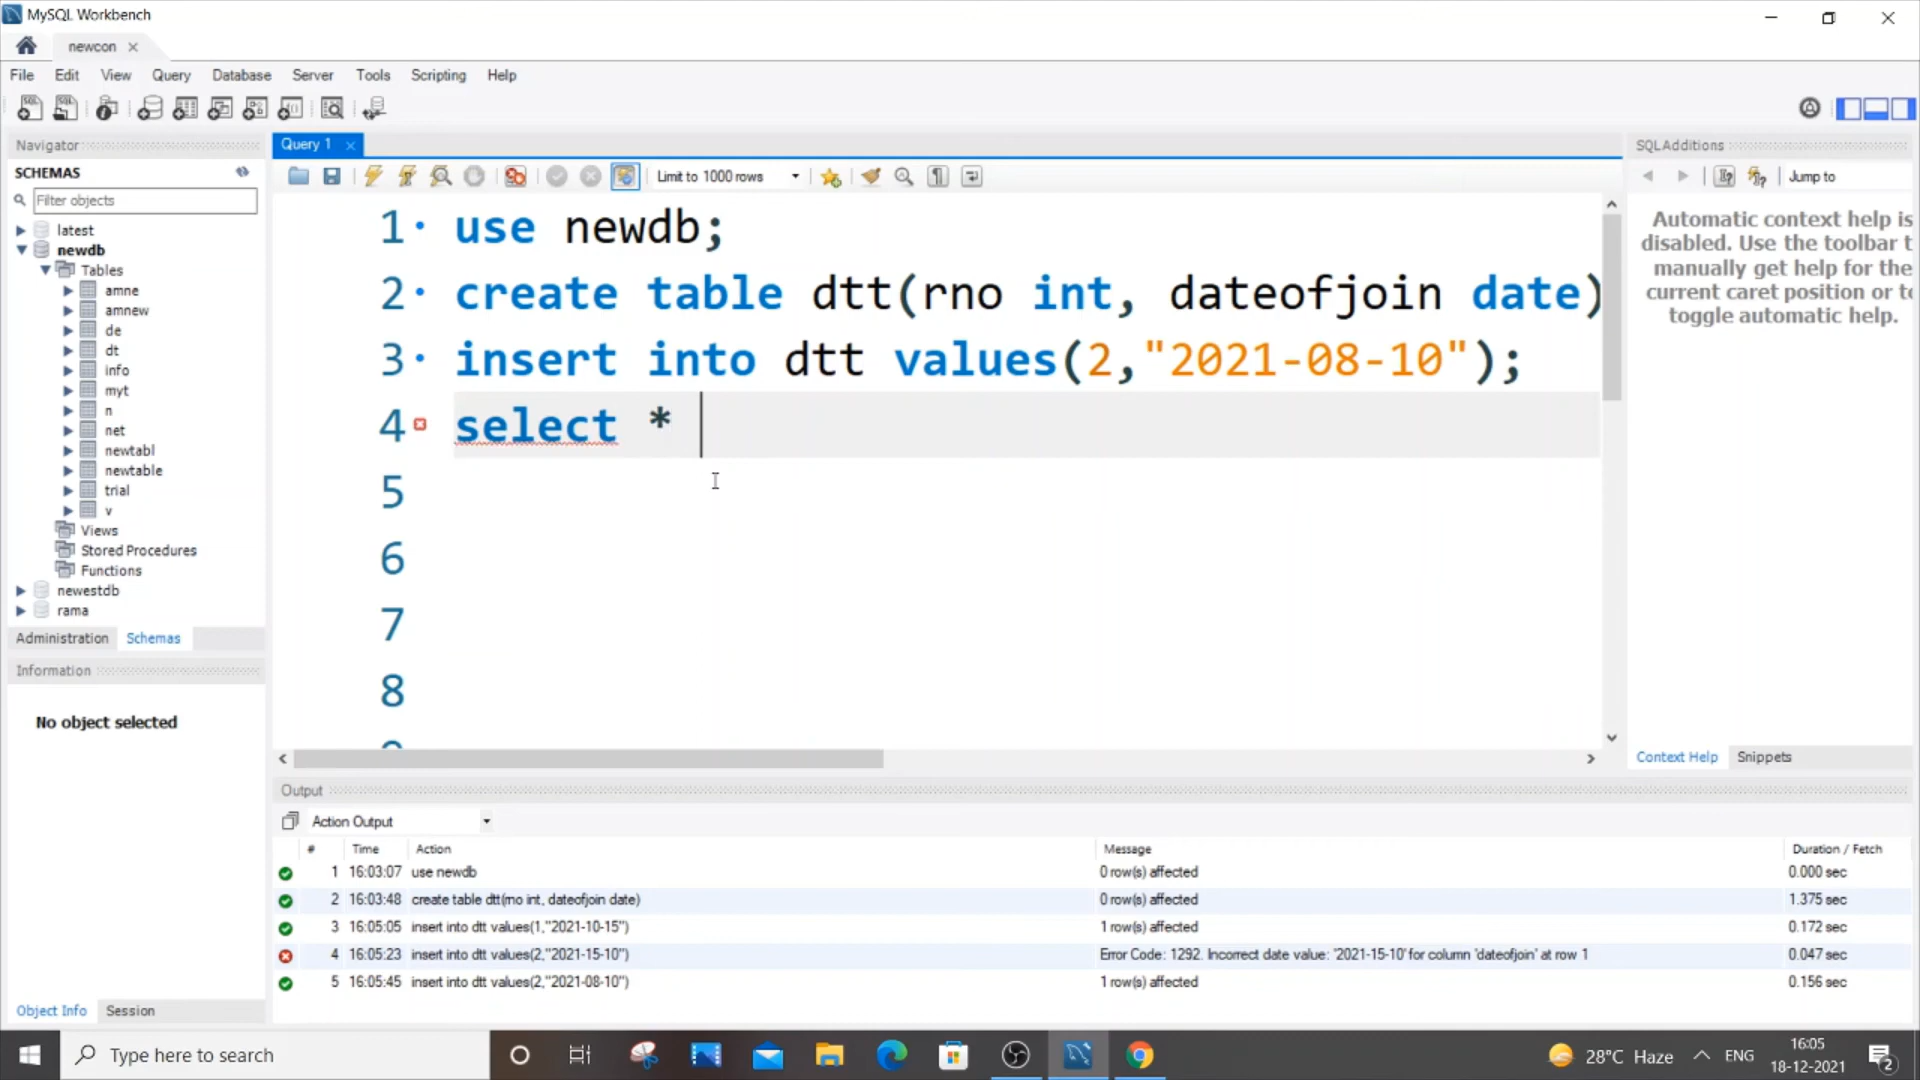 MySQL Workbench
newcon
File Edit View Query Database Server Tools Scripting Help
Navigator
SCHEMAS
Filter objects
latest
newdb
Tables
amne
amnew
de
dt
info
myt
n
net
newtabl
newtable
trial
v
Views
Stored Procedures
Functions
newestdb
rama
Administration Schemas
Information
No object selected
Object Info Session
Query 1
Limit to 1000 rows
1 use newdb;
2 create table dtt(rno int, dateofjoin date)
3 insert into dtt values(2,"2021-08-10");
4 select *
5
6
7
8
SQLAdditions
Jump to
Automatic context help is
disabled. Use the toolbar t
manually get help for the
current caret position or to
toggle automatic help.
Context Help Snippets
Output
Action Output
# Time Action Message Duration / Fetch
1 16:03:07 use newdb 0 row(s) affected 0.000 sec
2 16:03:48 create table dtt(rno int, dateofjoin date) 0 row(s) affected 1.375 sec
3 16:05:05 insert into dtt values(1,"2021-10-15") 1 row(s) affected 0.172 sec
4 16:05:23 insert into dtt values(2,"2021-15-10") Error Code: 1292. Incorrect date value: '2021-15-10' for column 'dateofjoin' at row 1 0.047 sec
5 16:05:45 insert into dtt values(2,"2021-08-10") 1 row(s) affected 0.156 sec
Type here to search
28°C Haze
ENG
16:05
18-12-2021
2